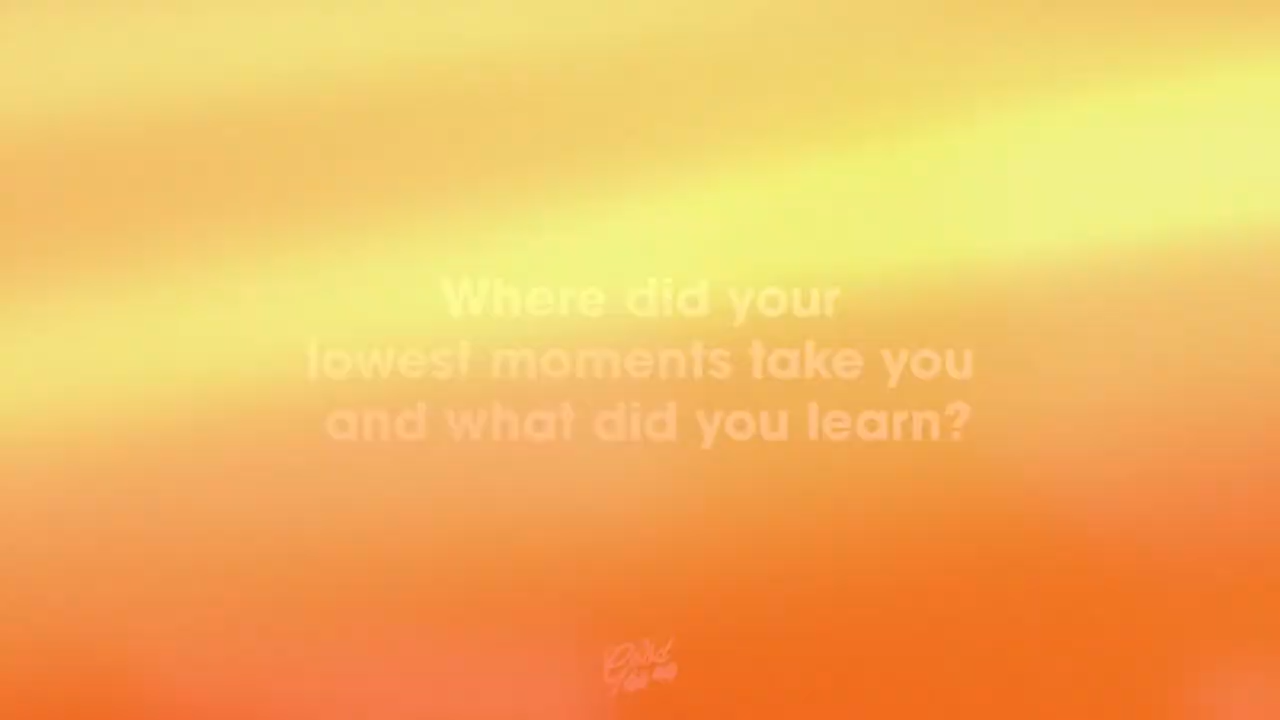 Where did your
lowest moments take you
and what did you learn?